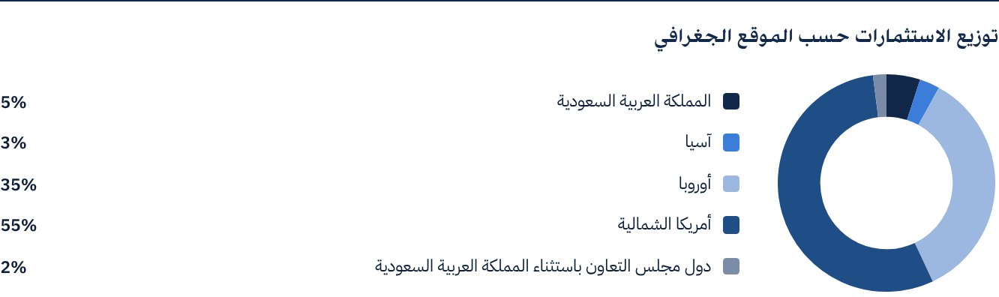 توزيع الاستثمارات حسب الموقع الجغرافي
المملكة العربية السعودية 5%
آسيا 3%
أوروبا 35%
أمريكا الشمالية 55%
دول مجلس التعاون باستثناء المملكة العربية السعودية 2%